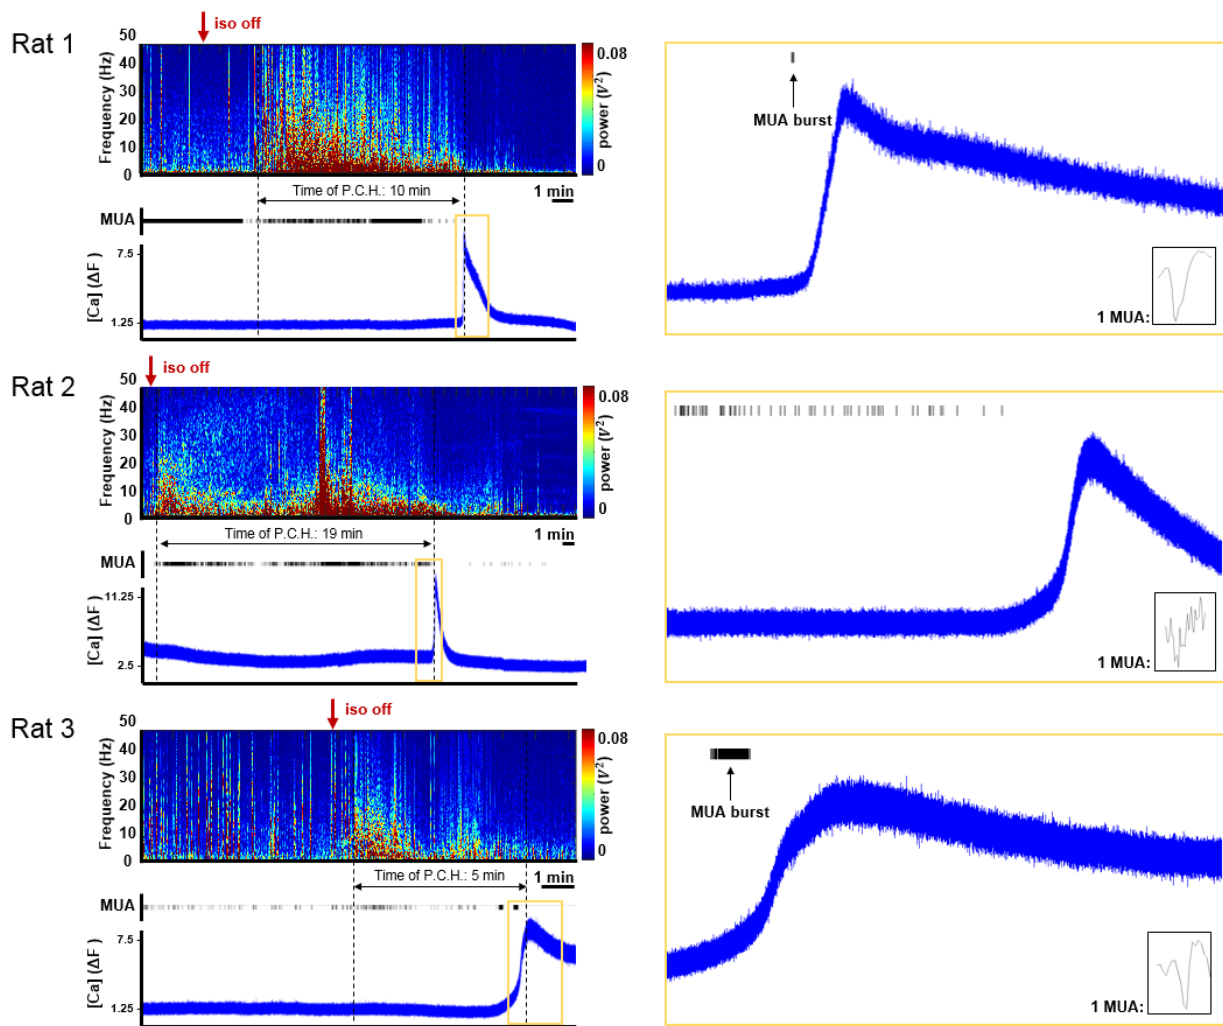 Rat 1
iso off
50
40
30
20
10
0
Frequency (Hz)
0.08
0
power (V²)
Time of P.C.H.: 10 min
1 min
MUA
7.5
1.25
[Ca] (ΔF )
MUA burst
1 MUA:
Rat 2
iso off
50
40
30
20
10
0
Frequency (Hz)
0.08
0
power (V²)
Time of P.C.H.: 19 min
1 min
MUA
11.25
2.5
[Ca] (ΔF )
1 MUA:
Rat 3
iso off
50
40
30
20
10
0
Frequency (Hz)
0.08
0
power (V²)
Time of P.C.H.: 5 min
1 min
MUA
7.5
1.25
[Ca] (ΔF )
MUA burst
1 MUA: